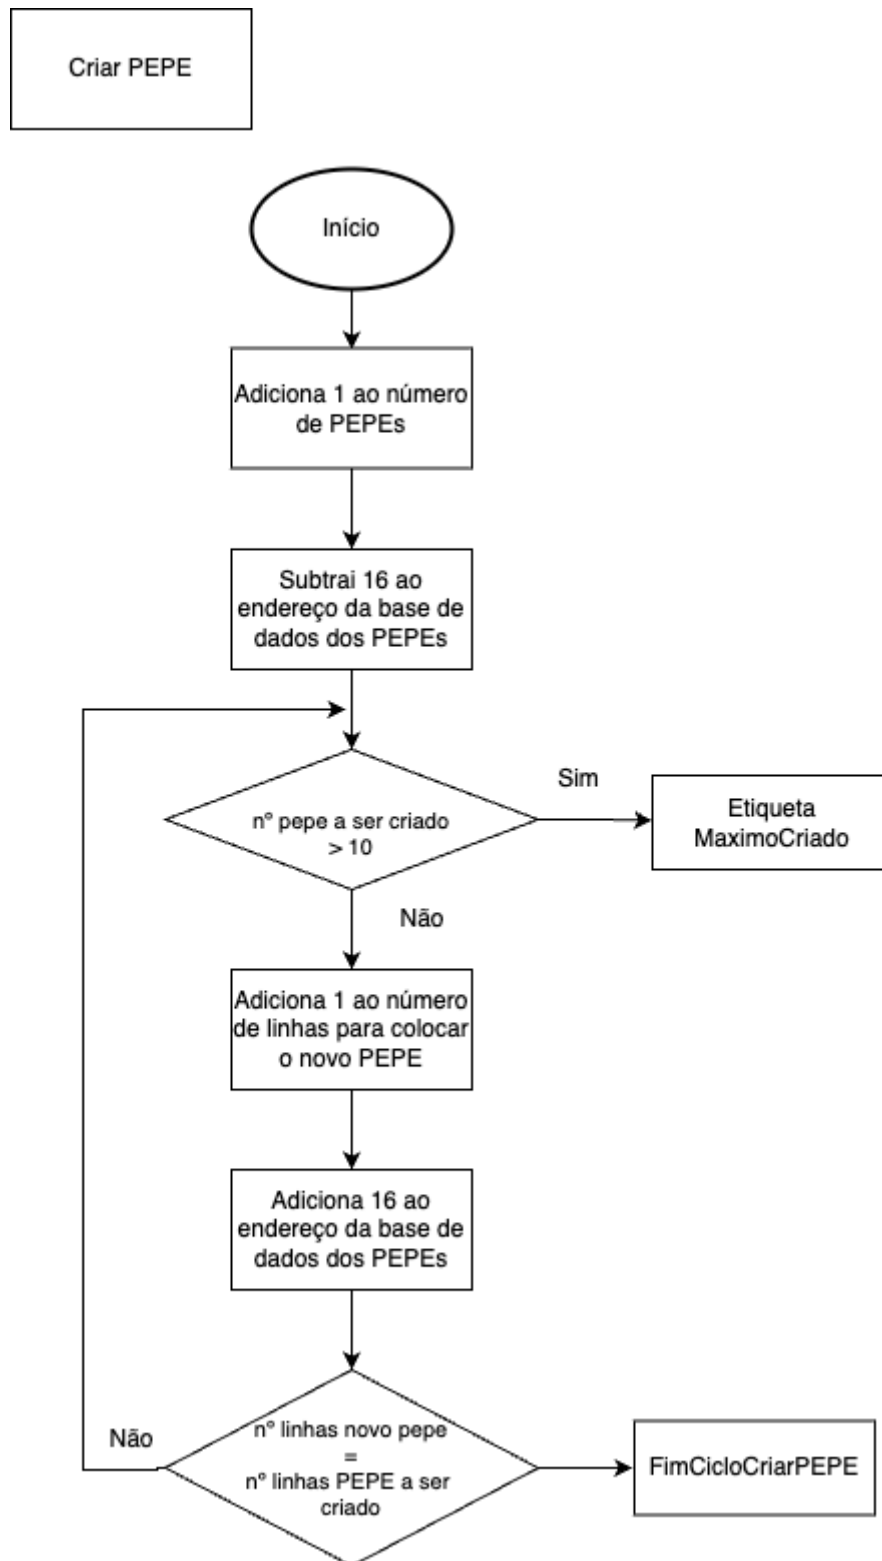 Criar PEPE
Início
Adiciona 1 ao número
de PEPEs
Subtrai 16 ao
endereço da base de
dados dos PEPEs
nº pepe a ser criado
> 10
Sim
Etiqueta
MaximoCriado
Não
Adiciona 1 ao número
de linhas para colocar
o novo PEPE
Adiciona 16 ao
endereço da base de
dados dos PEPEs
nº linhas novo pepe
=
nº linhas PEPE a ser
criado
Não
FimCicloCriarPEPE